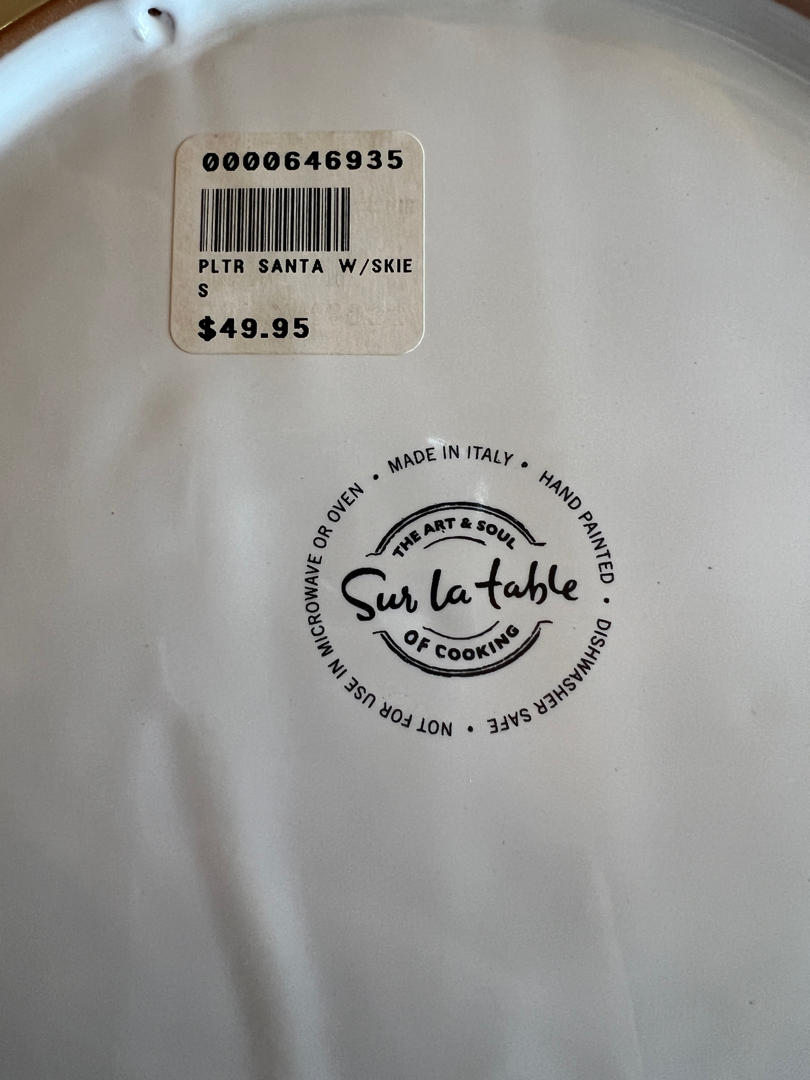 0000646935
PLTR SANTA W/SKIE
S
$49.95
• MADE IN ITALY • HAND PAINTED • DISHWASHER SAFE • NOT FOR USE IN MICROWAVE OR OVEN
THE ART & SOUL
Sur la table
OF COOKING